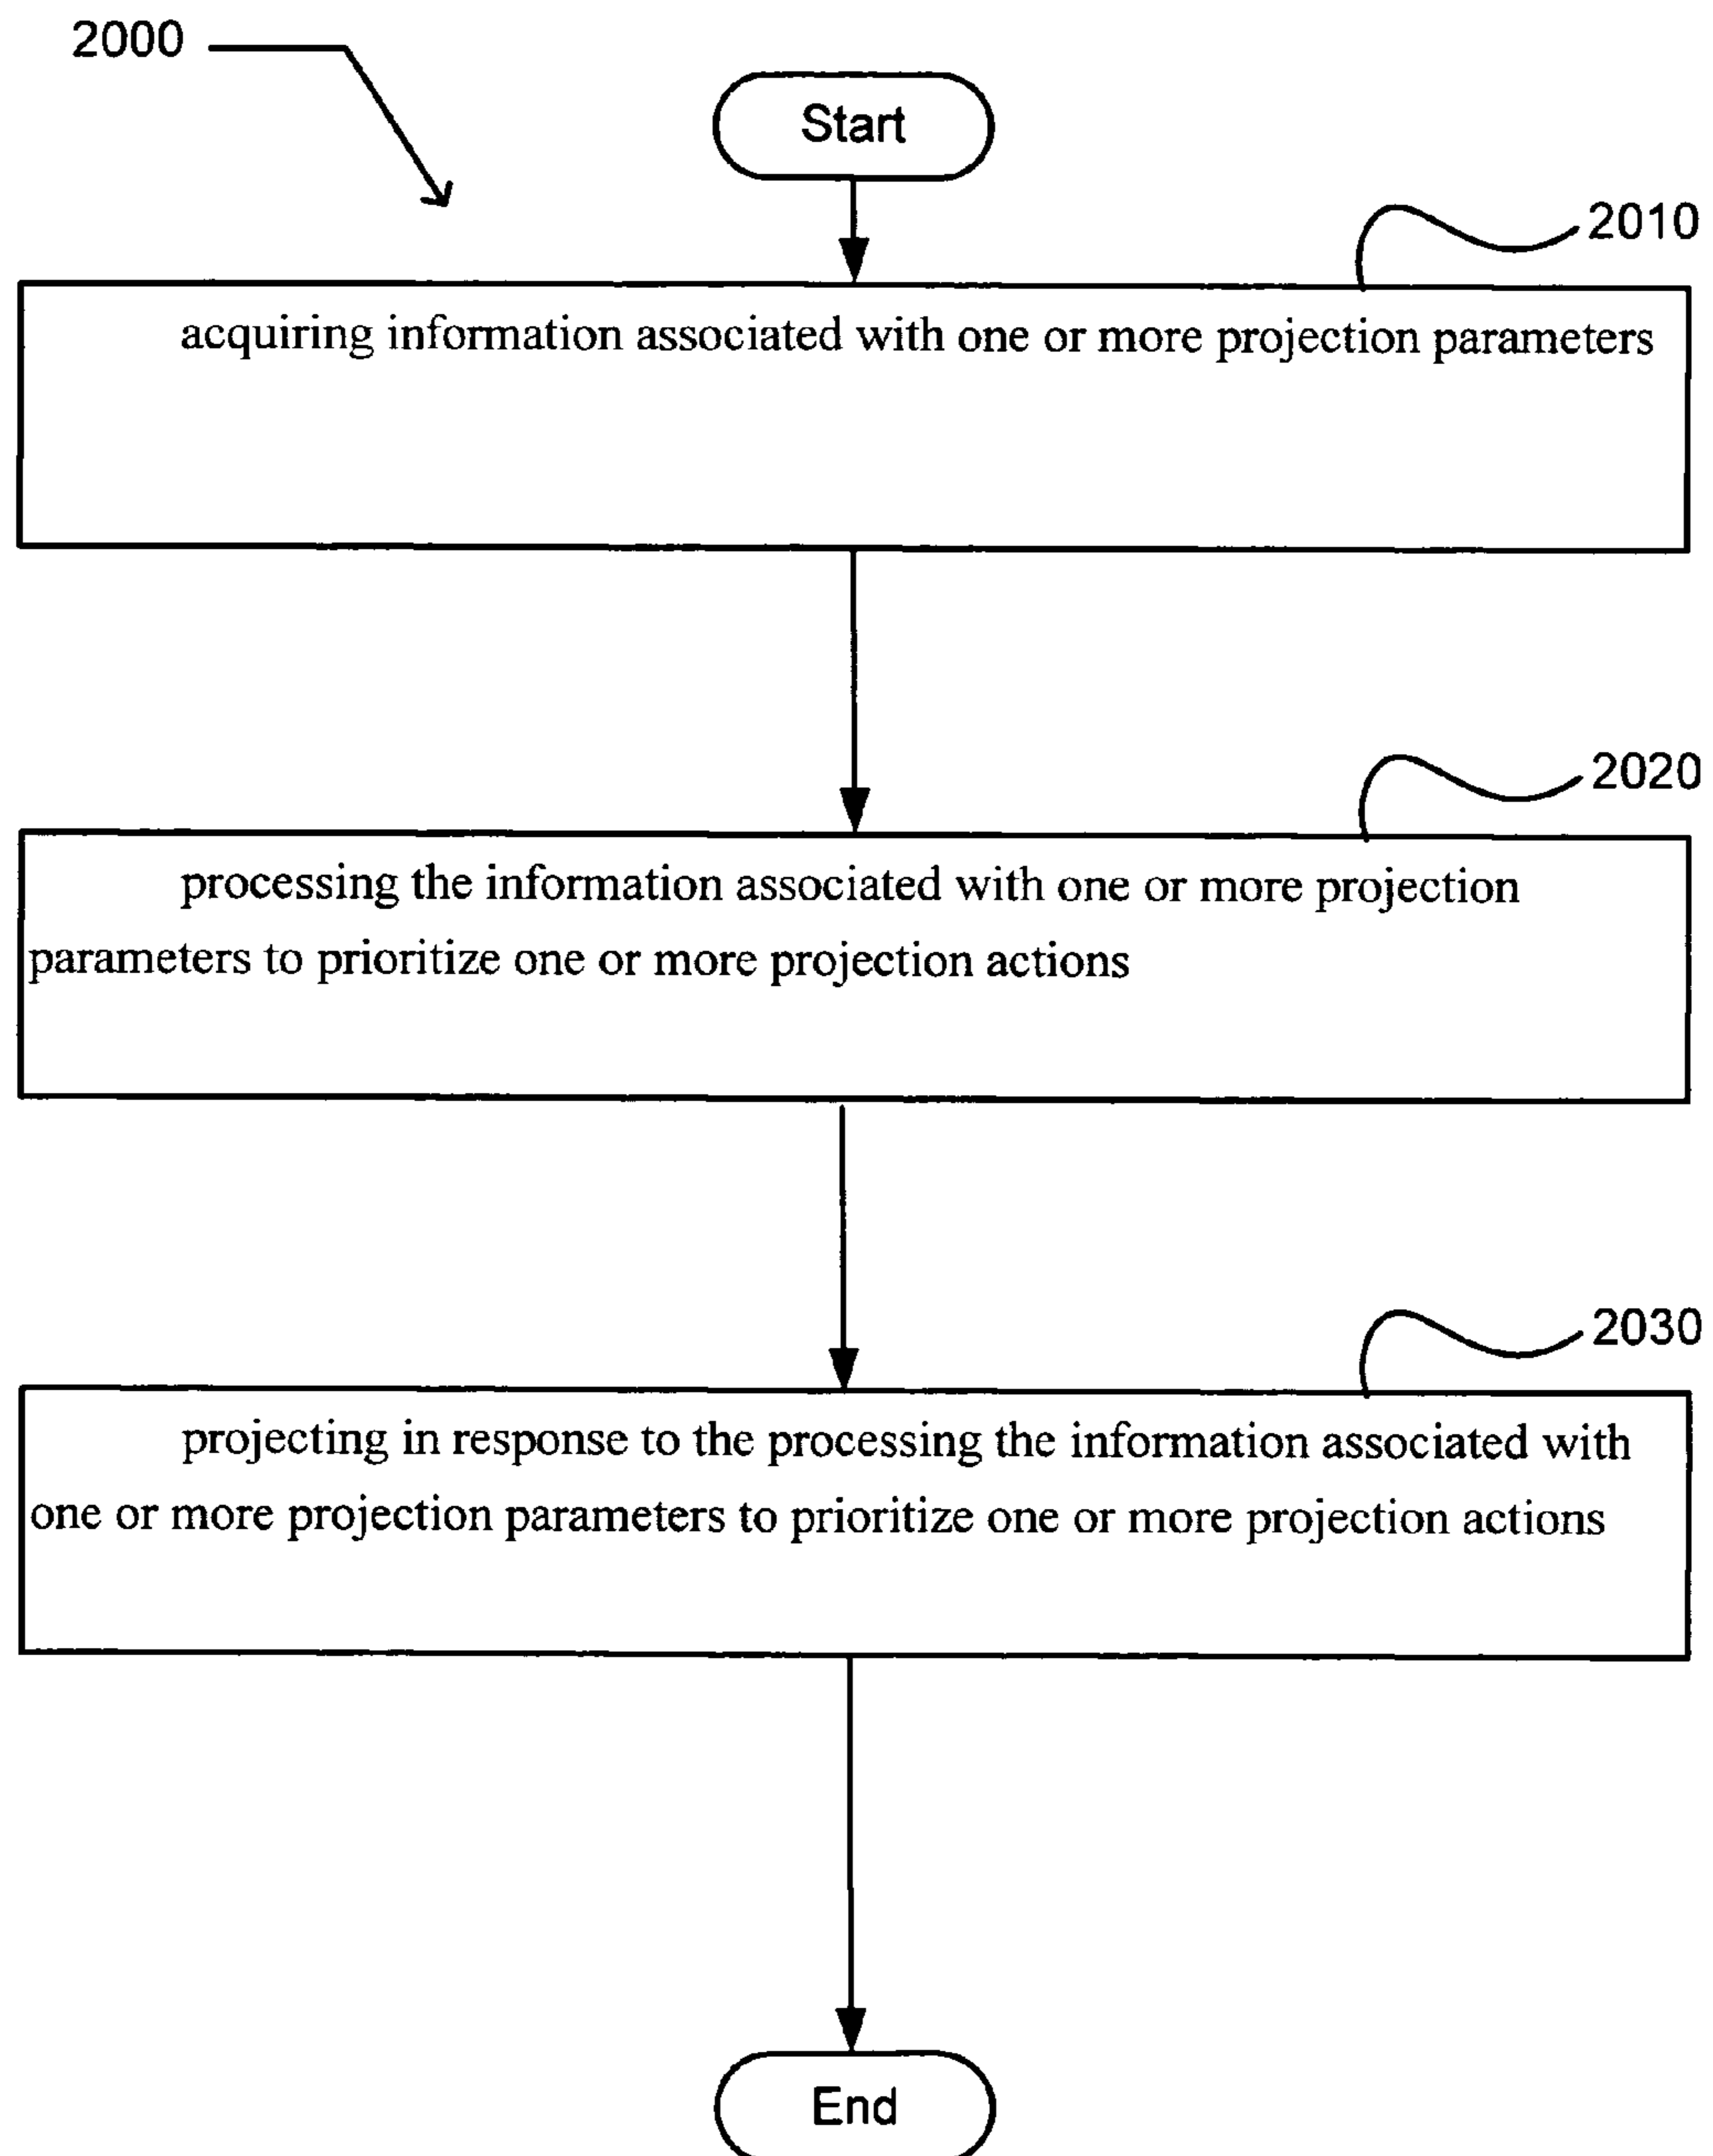 2000
Start
2010
acquiring information associated with one or more projection parameters
2020
processing the information associated with one or more projection
parameters to prioritize one or more projection actions
2030
projecting in response to the processing the information associated with
one or more projection parameters to prioritize one or more projection actions
End